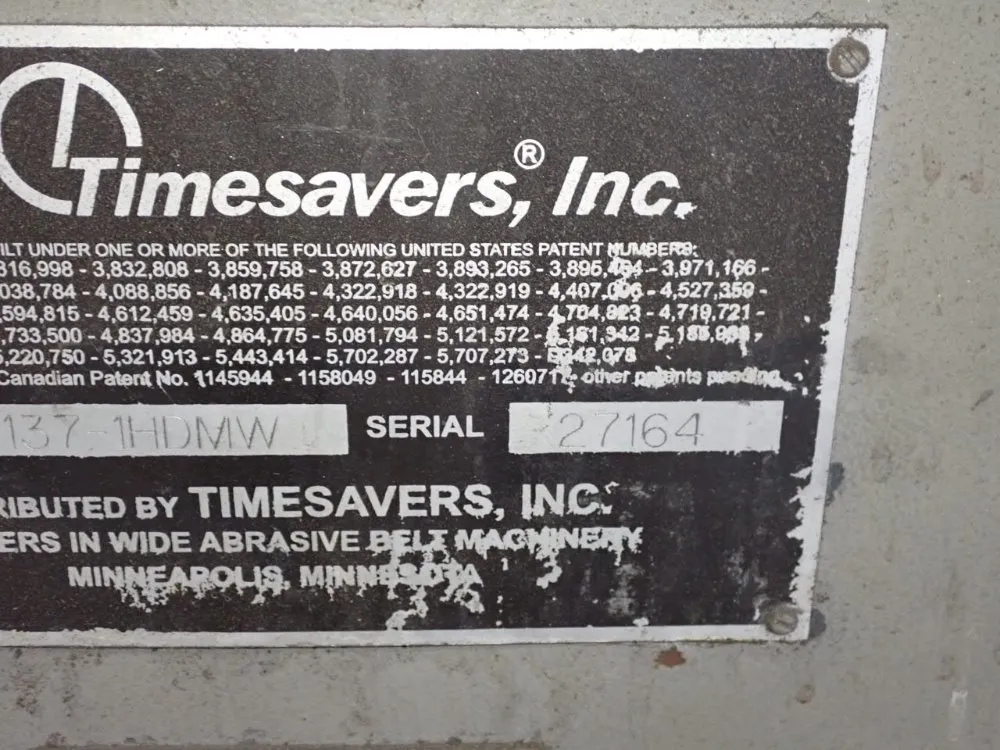 Timesavers,® Inc.
ILT UNDER ONE OR MORE OF THE FOLLOWING UNITED STATES PATENT NUMBERS:
816,998 - 3,832,808 - 3,859,758 - 3,872,627 - 3,893,265 - - 3,971,166 -
038,784 - 4,088,856 - 4,187,645 - 4,322,918 - 4,322,919 - - 4,527,359 -
,594,815 - 4,612,459 - 4,635,405 - 4,640,056 - 4,651,474 - - 4,719,721 -
,733,500 - 4,837,984 - 4,864,775 - 5,081,794 - 5,121,572 - -
5,220,750 - 5,321,913 - 5,443,414 - 5,702,287 - 5,707,273 -
Canadian Patent No. 1145944 - 1158049 - 115844 - - other patents pending
137-1HDMW SERIAL 27164
RIBUTED BY TIMESAVERS, INC.
ERS IN WIDE ABRASIVE BELT MACHINERY
MINNEAPOLIS, MINNESOTA